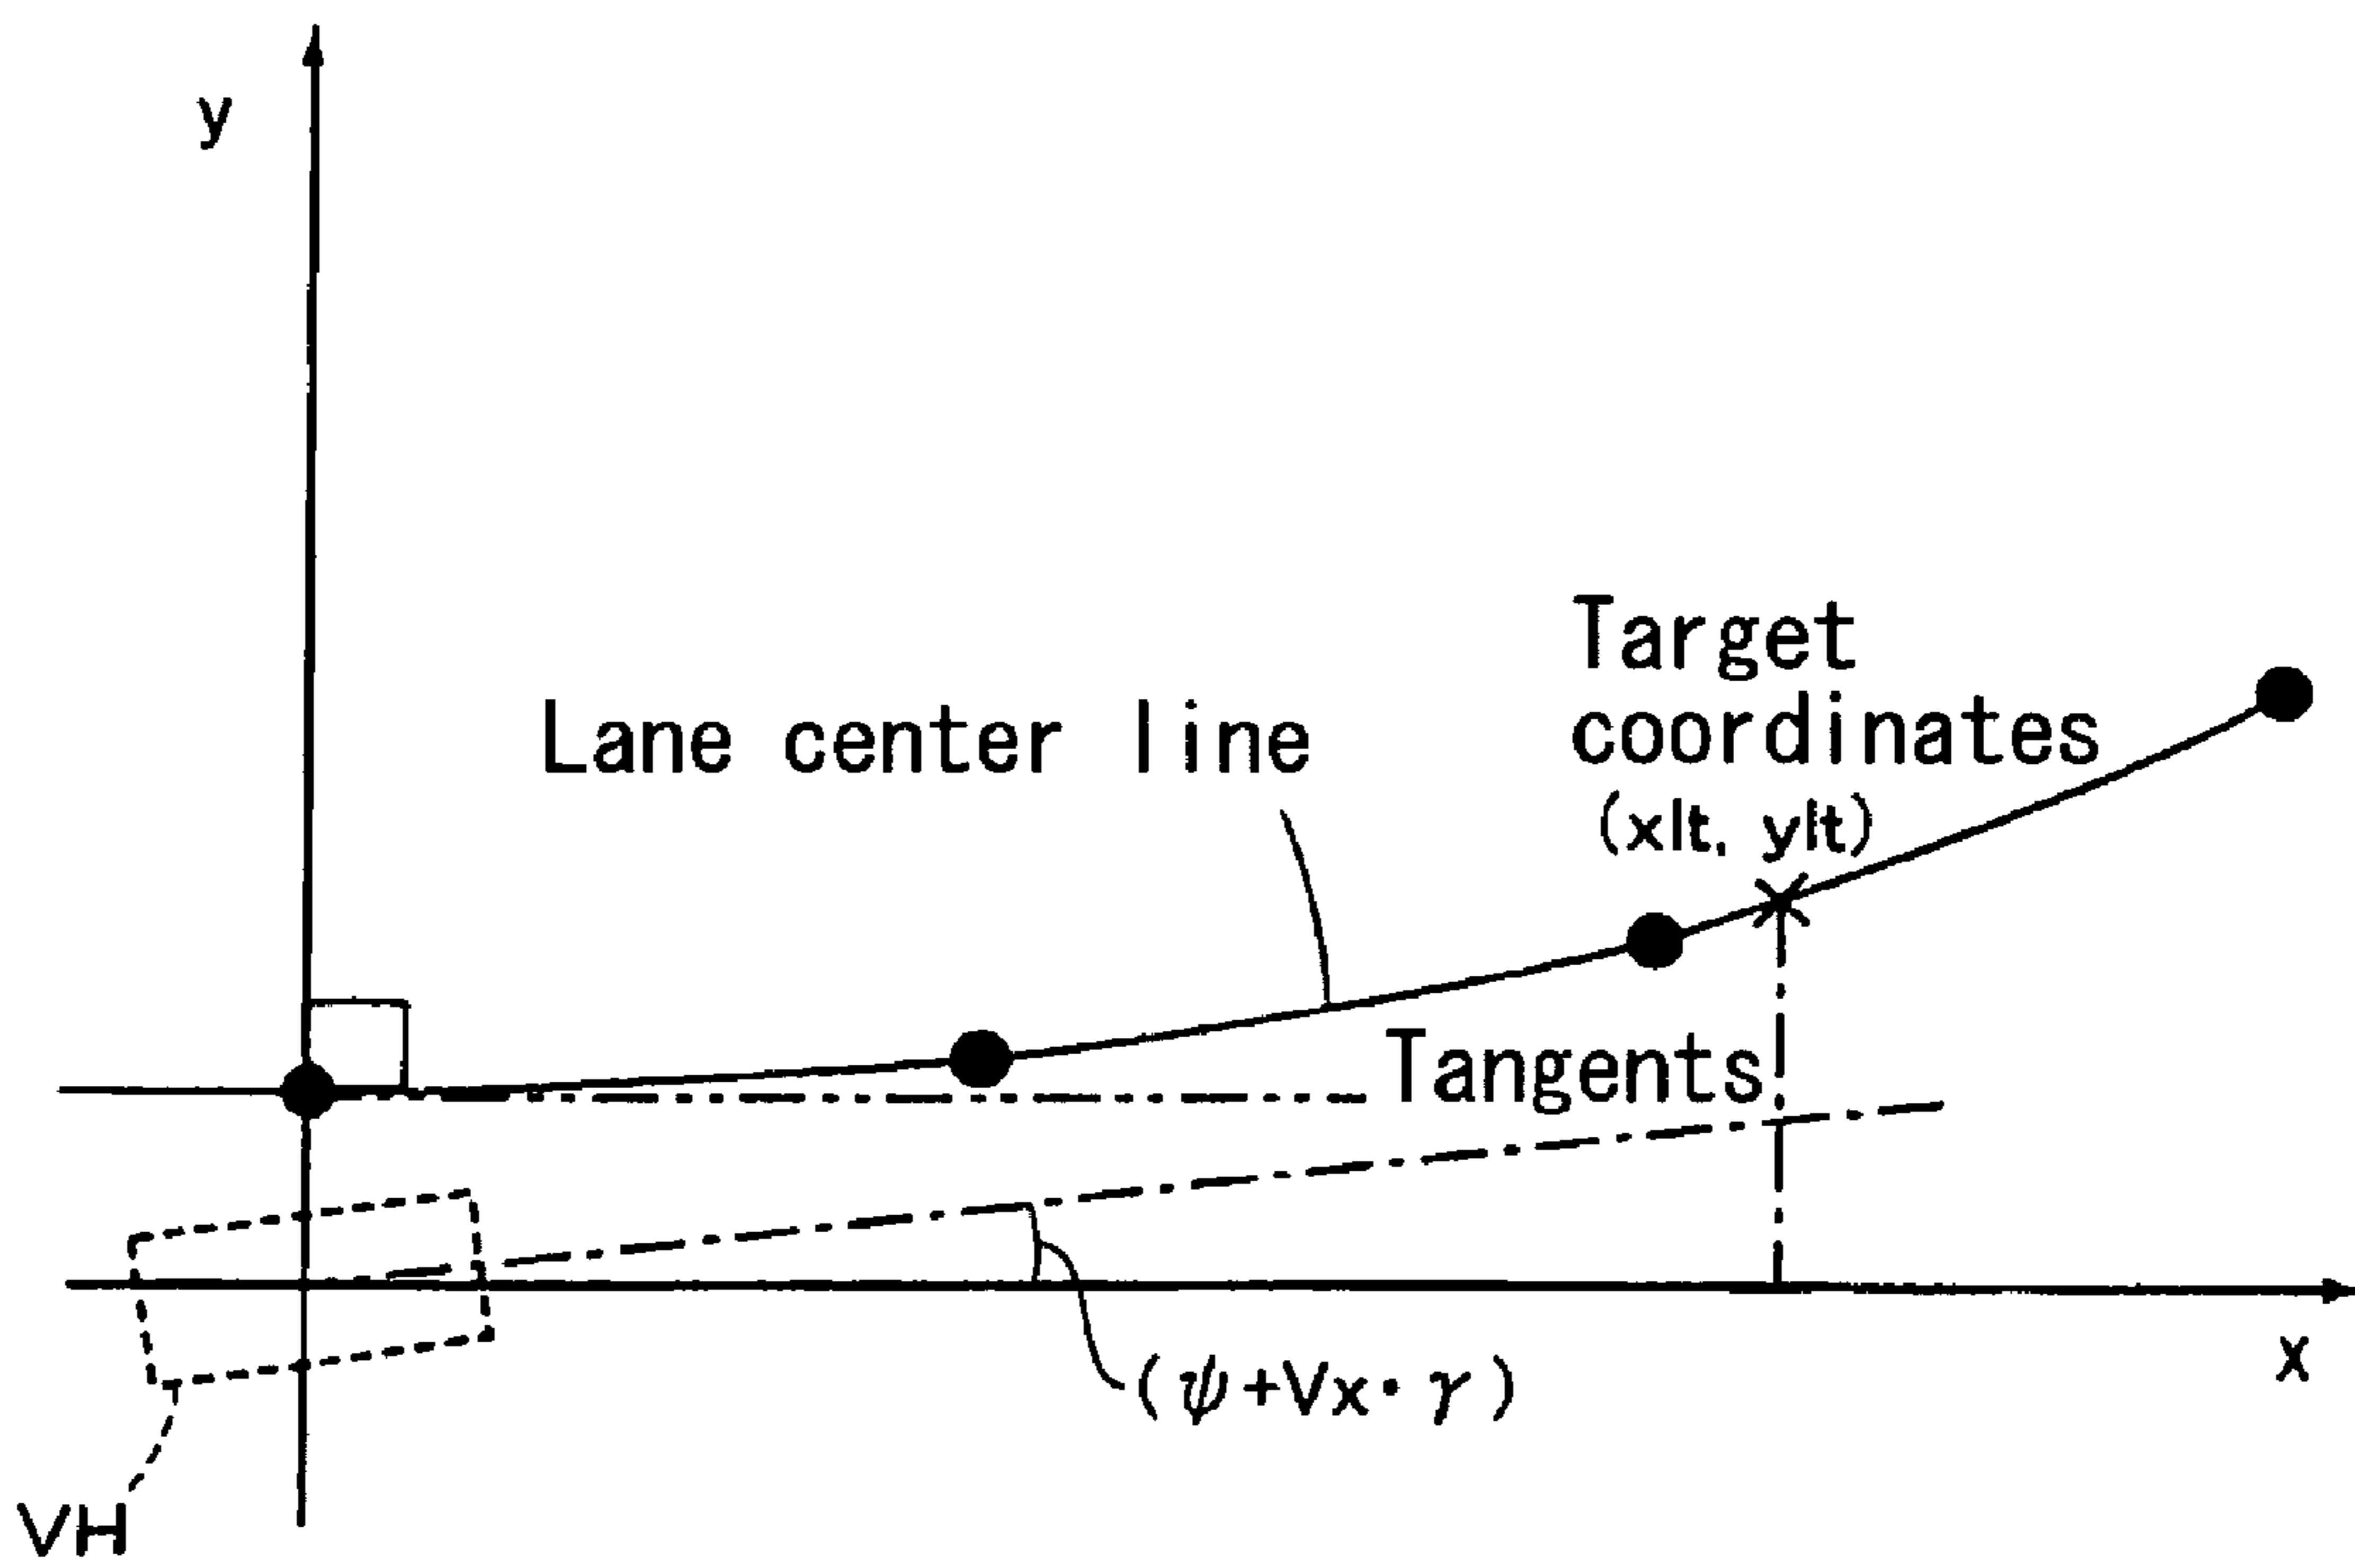 y
Target
coordinates
(xlt, ylt)
Lane center line
Tangents
x
(ψ+Vx·γ)
VH